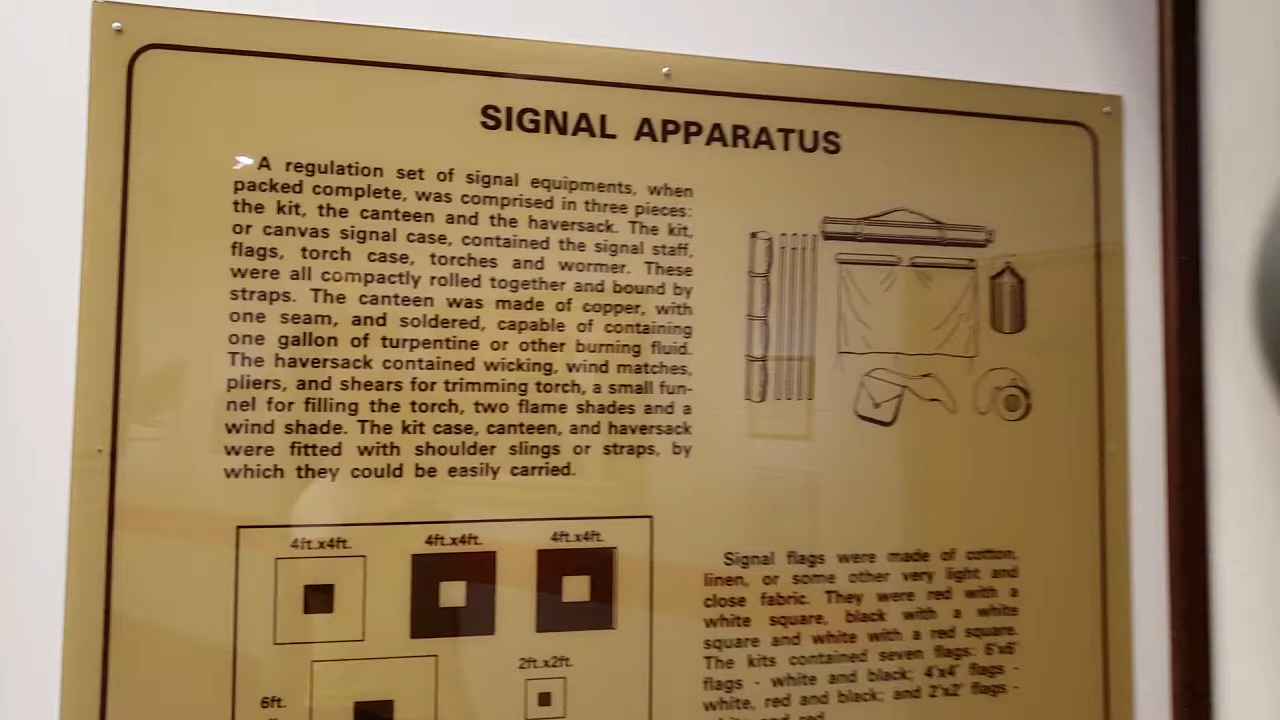 SIGNAL APPARATUS
A regulation set of signal equipments, when
packed complete, was comprised in three pieces:
the kit, the canteen and the haversack. The kit,
or canvas signal case, contained the signal staff,
flags, torch case, torches and wormer. These
were all compactly rolled together and bound by
straps. The canteen was made of copper, with
one seam, and soldered, capable of containing
one gallon of turpentine or other burning fluid.
The haversack contained wicking, wind matches,
pliers, and shears for trimming torch, a small fun-
nel for filling the torch, two flame shades and a
wind shade. The kit case, canteen, and haversack
were fitted with shoulder slings or straps, by
which they could be easily carried.
4ft.x4ft. 4ft.x4ft. 4ft.x4ft.
2ft.x2ft.
6ft.
Signal flags were made of cotton,
linen, or some other very light and
close fabric. They were red with a
white square, black with a white
square and white with a red square.
The kits contained seven flags: 6'x6'
flags - white and black; 4'x4' flags -
white, red and black; and 2'x2' flags -
and red